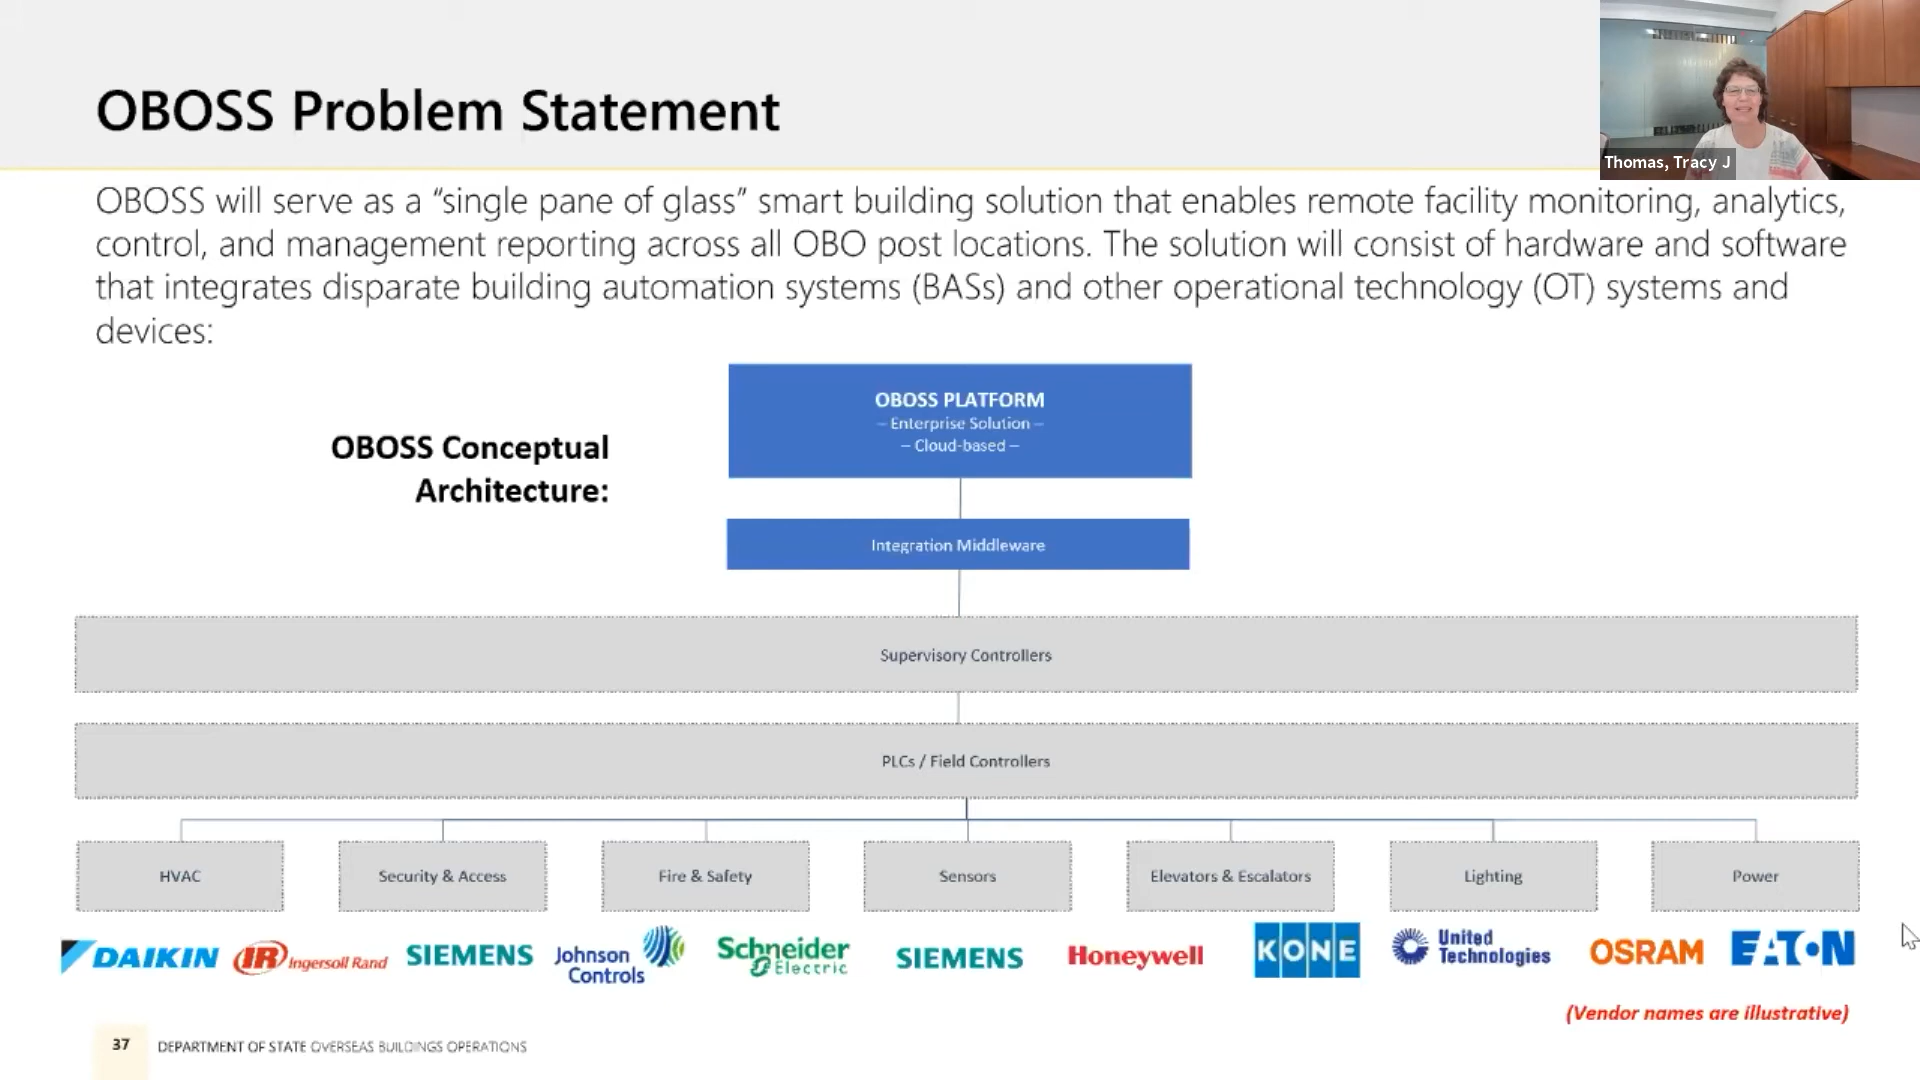 OBOSS Problem Statement
Thomas, Tracy J
OBOSS will serve as a “single pane of glass” smart building solution that enables remote facility monitoring, analytics,
control, and management reporting across all OBO post locations. The solution will consist of hardware and software
that integrates disparate building automation systems (BASs) and other operational technology (OT) systems and
devices:
OBOSS Conceptual
Architecture:
OBOSS PLATFORM
– Enterprise Solution –
– Cloud-based –
Integration Middleware
Supervisory Controllers
PLCs / Field Controllers
HVAC
Security & Access
Fire & Safety
Sensors
Elevators & Escalators
Lighting
Power
DAIKIN
IR Ingersoll Rand
SIEMENS
Johnson
Controls
Schneider
Electric
SIEMENS
Honeywell
KONE
United
Technologies
OSRAM
EATON
(Vendor names are illustrative)
37
DEPARTMENT OF STATE OVERSEAS BUILDINGS OPERATIONS